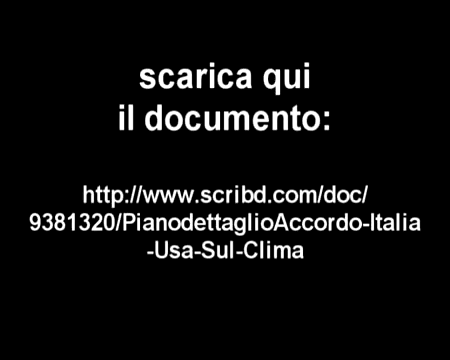 scarica qui
il documento:
http://www.scribd.com/doc/
9381320/PianodettaglioAccordo-Italia
-Usa-Sul-Clima